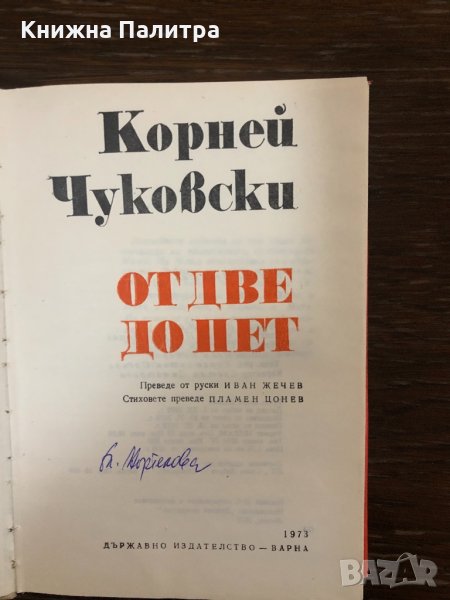 Книжна Палитра
Корней
Чуковски
ОТ ДВЕ
ДО ПЕТ
Преведе от руски ИВАН ЖЕЧЕВ
Стиховете преведе ПЛАМЕН ЦОНЕВ
1973
ДЪРЖАВНО ИЗДАТЕЛСТВО — ВАРНА
BAZAR